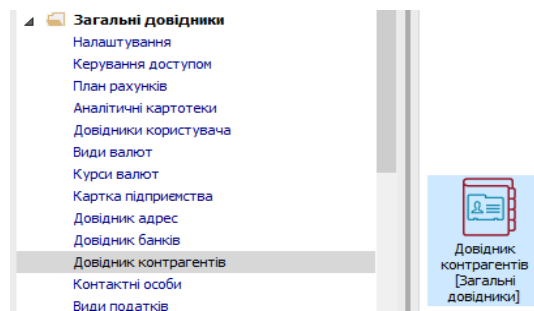 Загальні довідники
Налаштування
Керування доступом
План рахунків
Аналітичні картотеки
Довідники користувача
Види валют
Курси валют
Картка підприємства
Довідник адрес
Довідник банків
Довідник контрагентів
Контактні особи
Види податків
Довідник
контрагентів
[Загальні
довідники]